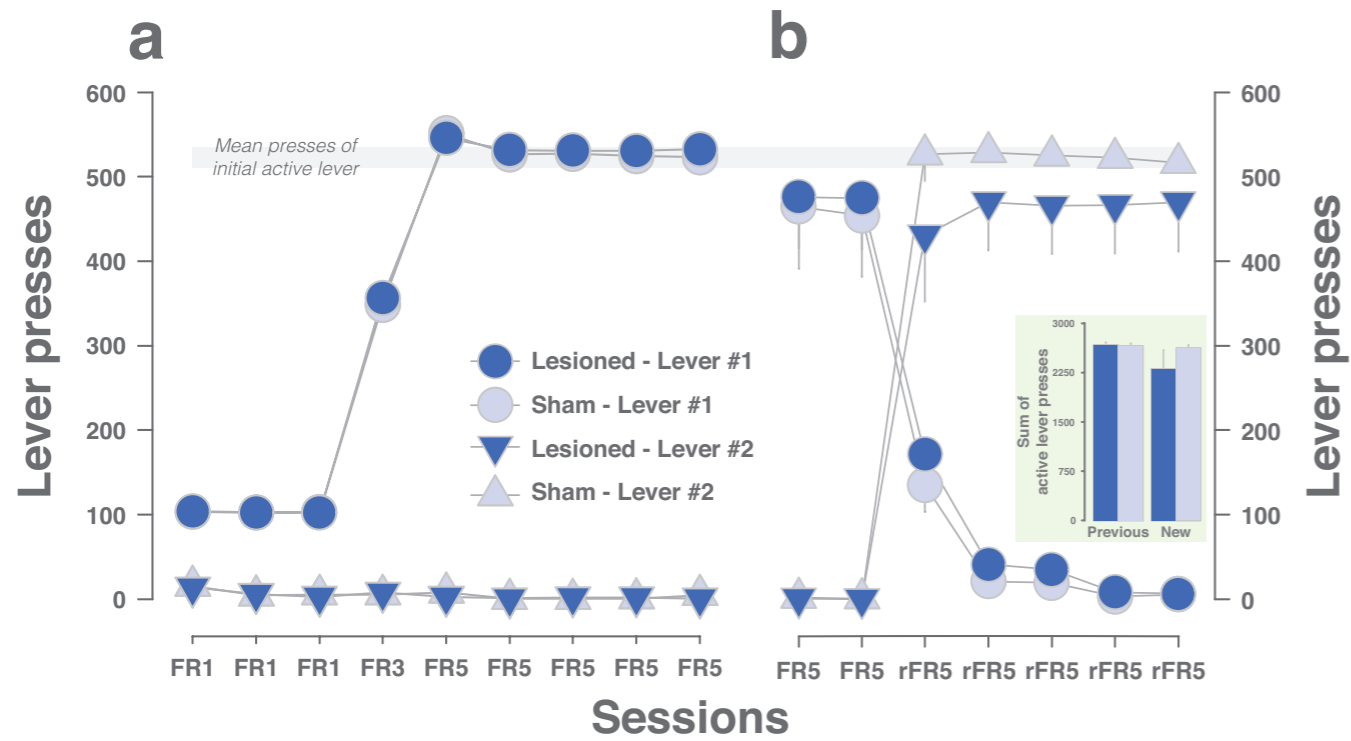 a
b
600
500
400
300
200
100
0
Lever presses
Mean presses of
initial active lever
Lesioned - Lever #1
Sham - Lever #1
Lesioned - Lever #2
Sham - Lever #2
FR1 FR1 FR1 FR3 FR5 FR5 FR5 FR5 FR5
600
500
400
300
200
100
0
Lever presses
3000
2250
1500
750
0
Sum of
active lever presses
Previous New
FR5 FR5 rFR5 rFR5 rFR5 rFR5 rFR5
Sessions